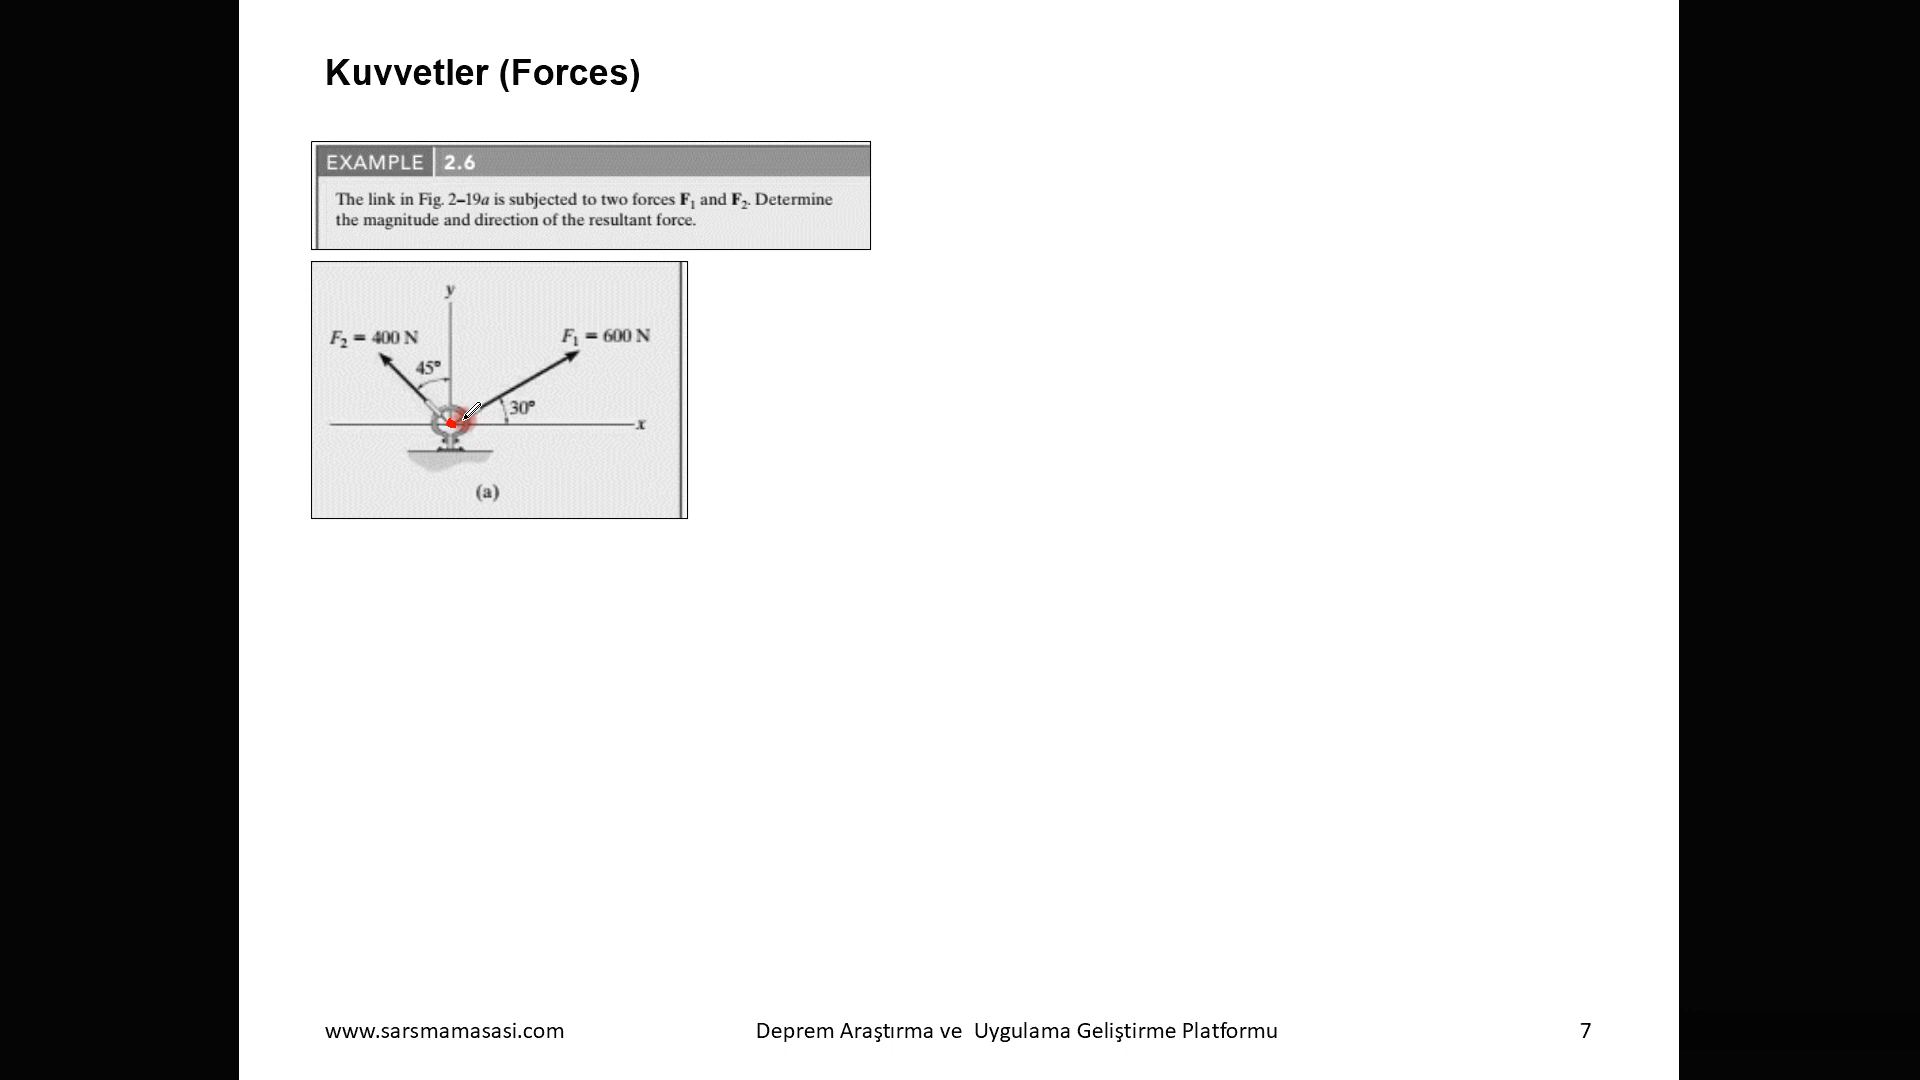 Kuvvetler (Forces)
EXAMPLE 2.6
The link in Fig. 2–19a is subjected to two forces F₁ and F₂. Determine
the magnitude and direction of the resultant force.
y
F₂ = 400 N
F₁ = 600 N
45°
30°
x
(a)
www.sarsmamasasi.com
Deprem Araştırma ve  Uygulama Geliştirme Platformu
7